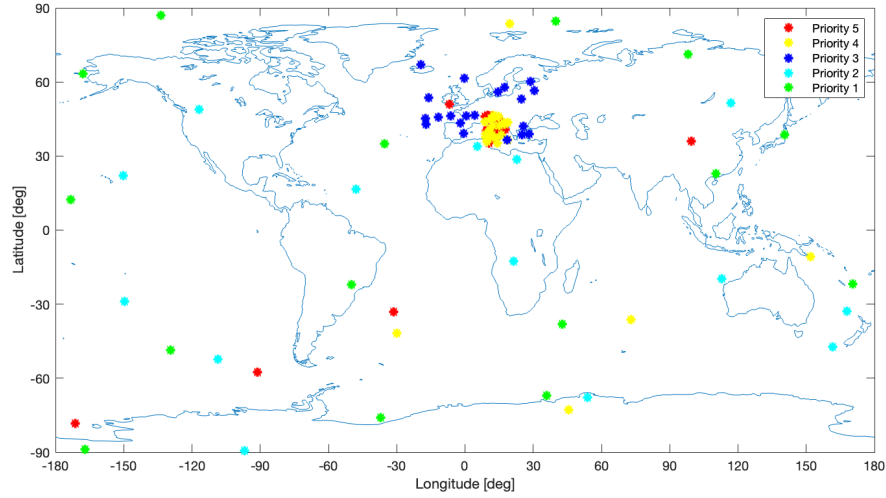 90
60
30
0
-30
-60
-90
Latitude [deg]
Priority 5
Priority 4
Priority 3
Priority 2
Priority 1
-180 -150 -120 -90 -60 -30 0 30 60 90 120 150 180
Longitude [deg]